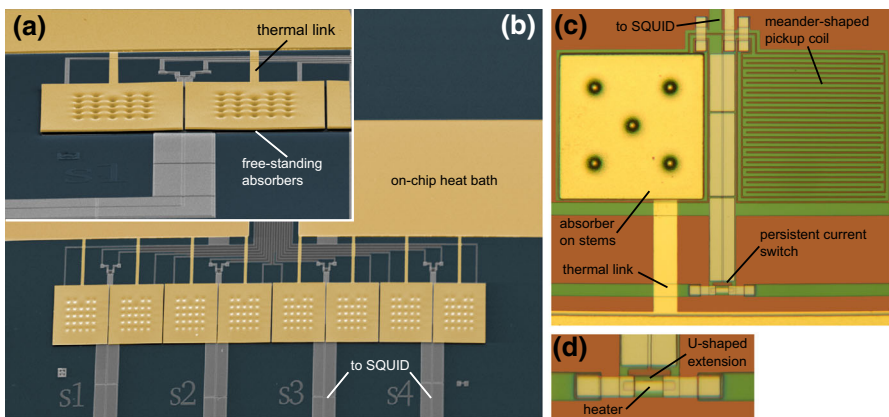 (a)
thermal link
free-standing
absorbers
(b)
on-chip heat bath
to SQUID
s1
s2
s3
s4
s1
(c)
to SQUID
meander-shaped
pickup coil
absorber
on stems
thermal link
persistent current
switch
(d)
U-shaped
extension
heater